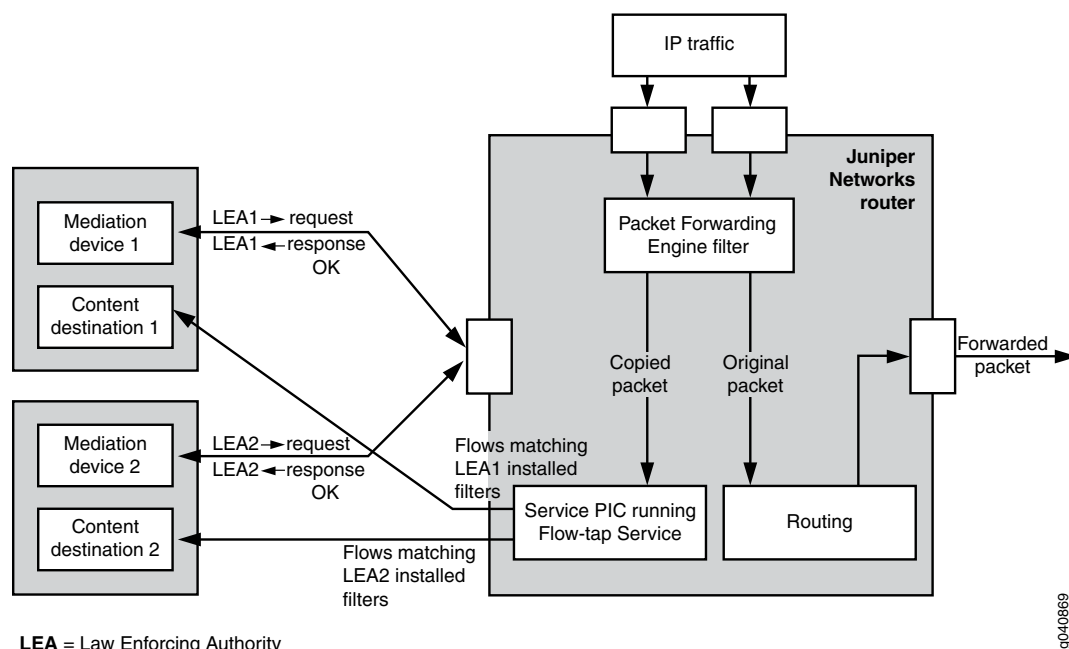 IP traffic
Juniper
Networks
router
Packet Forwarding
Engine filter
Mediation
device 1
LEA1→ request
LEA1← response
OK
Content
destination 1
Copied
packet
Original
packet
Forwarded
packet
Mediation
device 2
LEA2→ request
LEA2← response
OK
Flows matching
LEA1 installed
filters
Content
destination 2
Service PIC running
Flow-tap Service
Routing
Flows matching
LEA2 installed
filters
LEA = Law Enforcing Authority
g040869